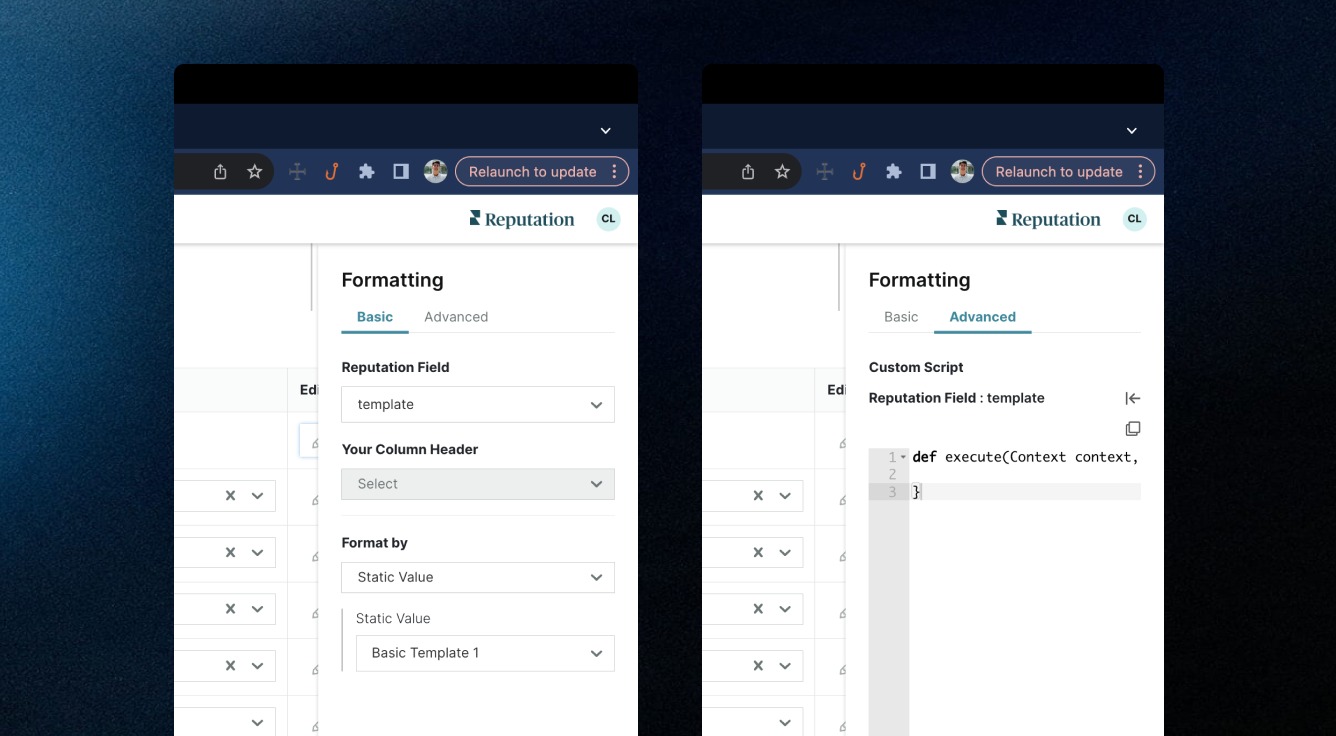 Relaunch to update
Reputation
CL
Formatting
Basic Advanced
Reputation Field
template
Edi
Your Column Header
Select
Format by
Static Value
Static Value
Basic Template 1
Relaunch to update
Reputation
CL
Formatting
Basic Advanced
Custom Script
Edi
Reputation Field : template
1 def execute(Context context,
2
3 }